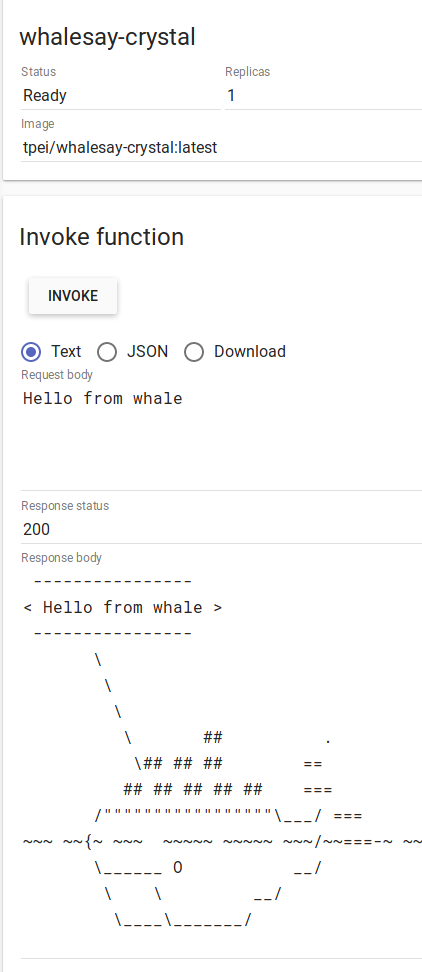 whalesay-crystal
Status Replicas
Ready 1
Image
tpei/whalesay-crystal:latest
Invoke function
INVOKE
Text JSON Download
Request body
Hello from whale
Response status
200
Response body
 ----------------
< Hello from whale >
 ----------------
       \
        \
         \
          \       ##          .
           \## ## ##        ==
          ## ## ## ## ##    ===
       /"""""""""""""""""\___/ ===
~~~ ~~{~ ~~~  ~~~~~ ~~~~~ ~~~/~~===-~ ~~
       \______ O           __/
        \    \         __/
         \____\_______/